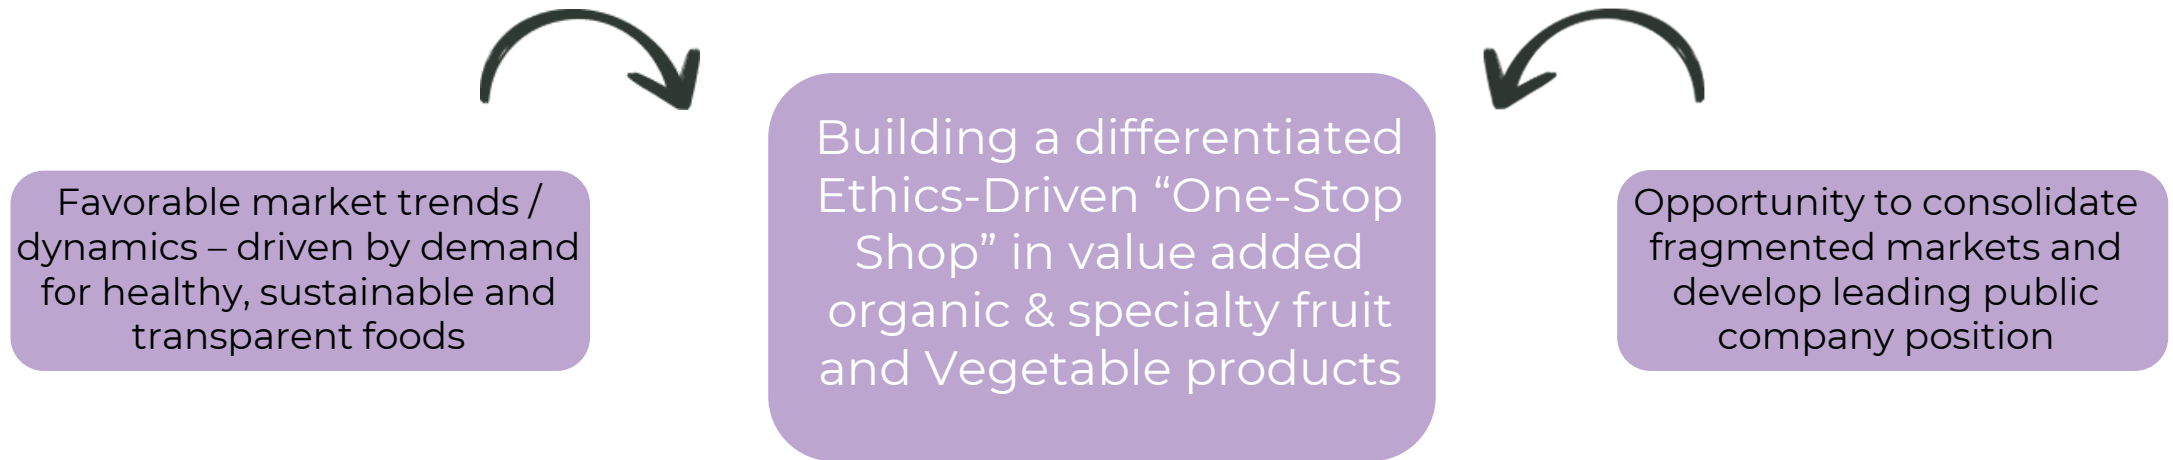 Favorable market trends /
dynamics – driven by demand
for healthy, sustainable and
transparent foods
Building a differentiated
Ethics-Driven “One-Stop
Shop” in value added
organic & specialty fruit
and Vegetable products
Opportunity to consolidate
fragmented markets and
develop leading public
company position